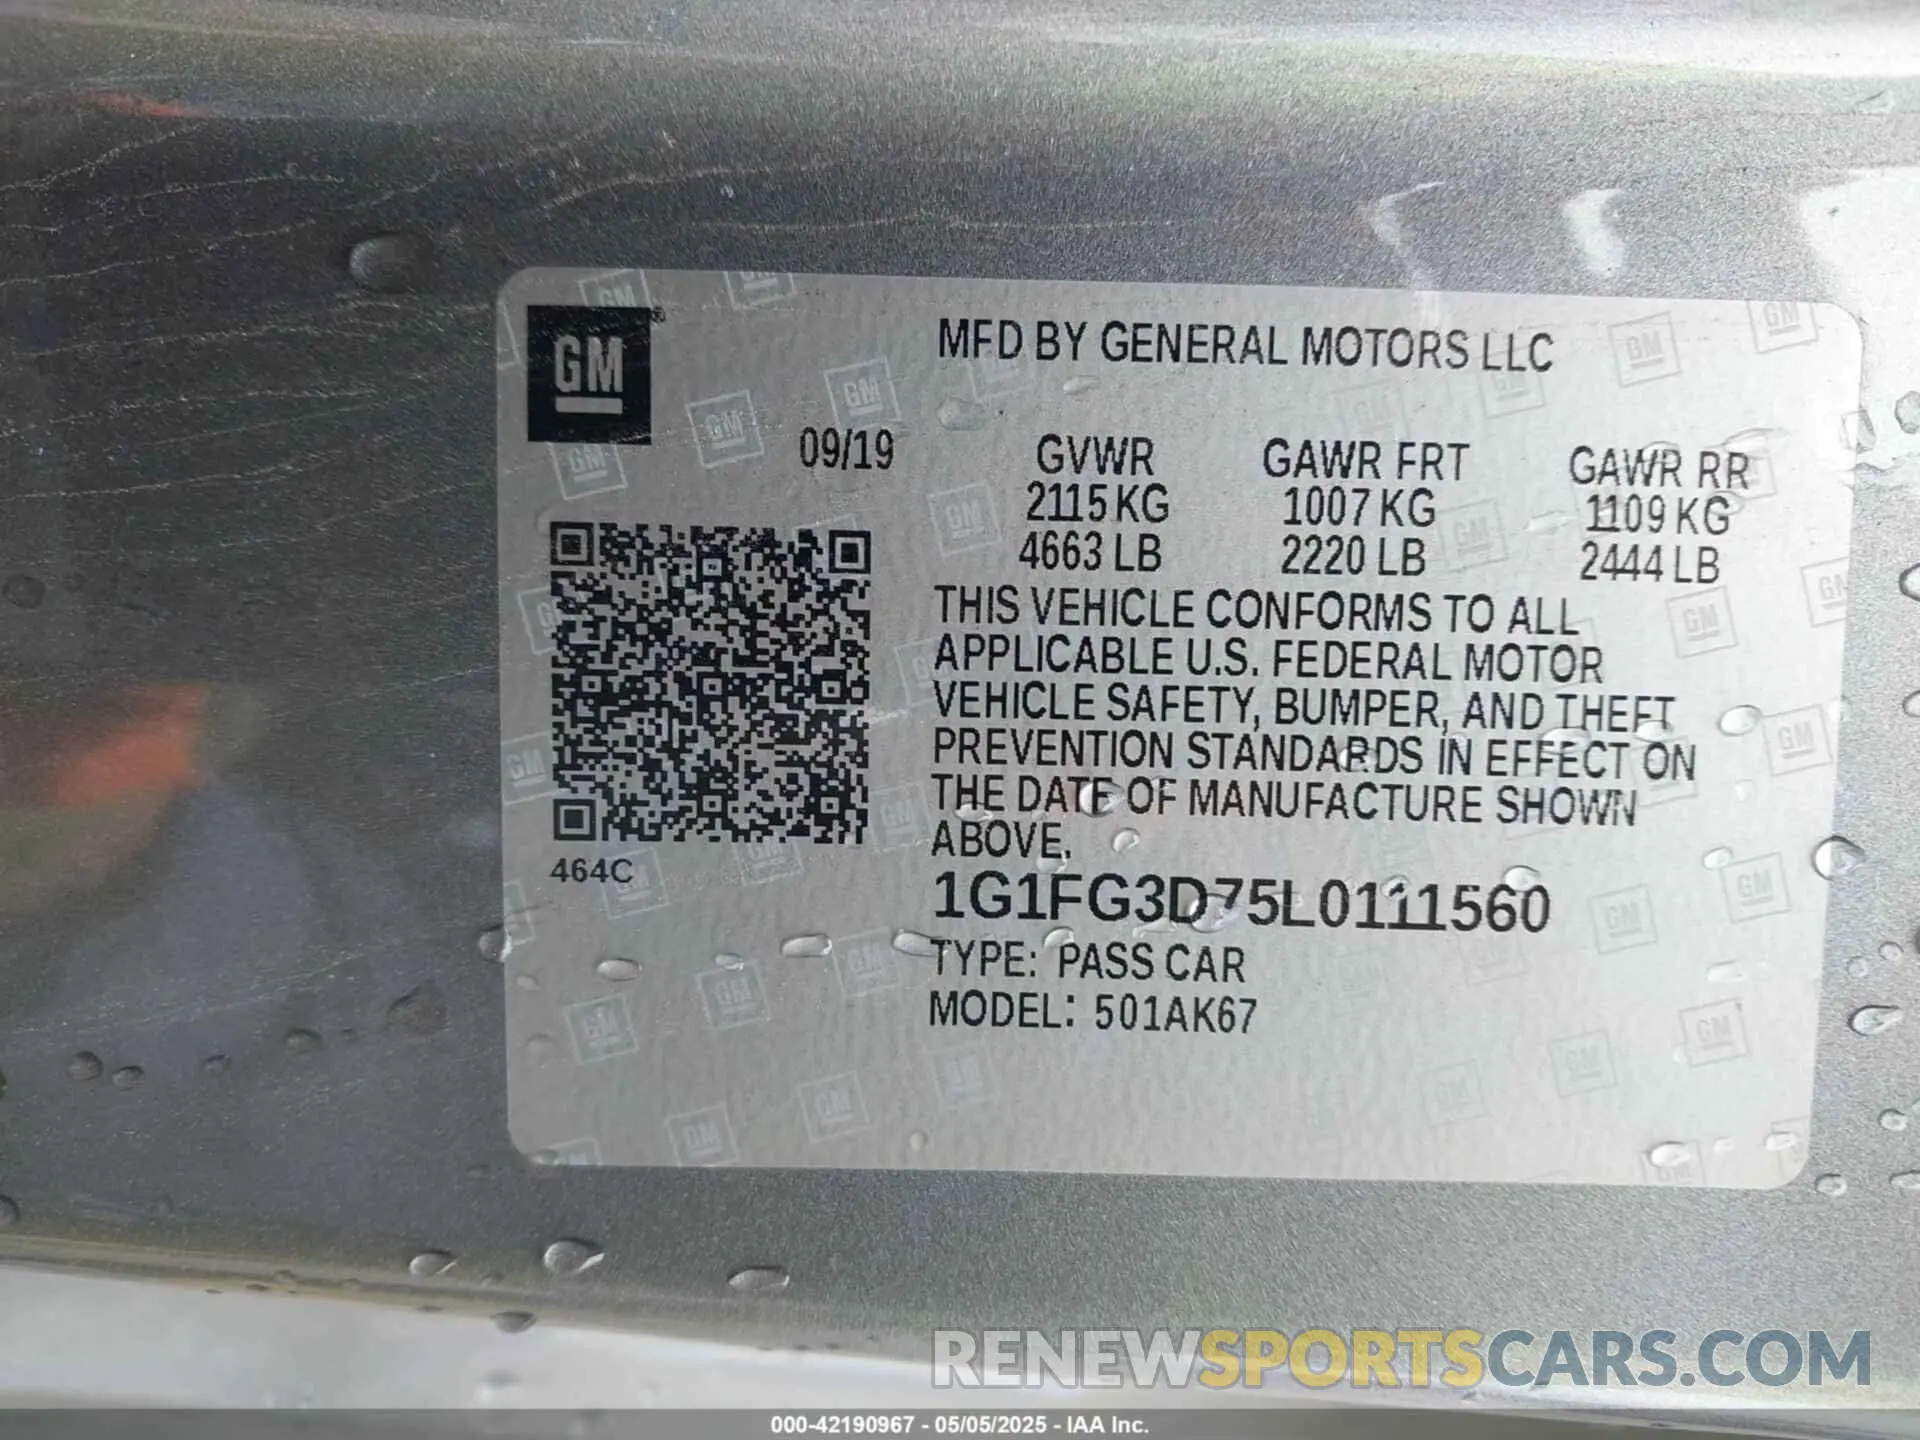 GM
MFD BY GENERAL MOTORS LLC
09/19
GVWR GAWR FRT GAWR RR
2115 KG 1007 KG 1109 KG
4663 LB 2220 LB 2444 LB
THIS VEHICLE CONFORMS TO ALL
APPLICABLE U.S. FEDERAL MOTOR
VEHICLE SAFETY, BUMPER, AND THEFT
PREVENTION STANDARDS IN EFFECT ON
THE DATE OF MANUFACTURE SHOWN
ABOVE.
464C
1G1FG3D75L0111560
TYPE: PASS CAR
MODEL: 501AK67
RENEWSPORTSCARS.COM
000-42190967 - 05/05/2025 - IAA Inc.